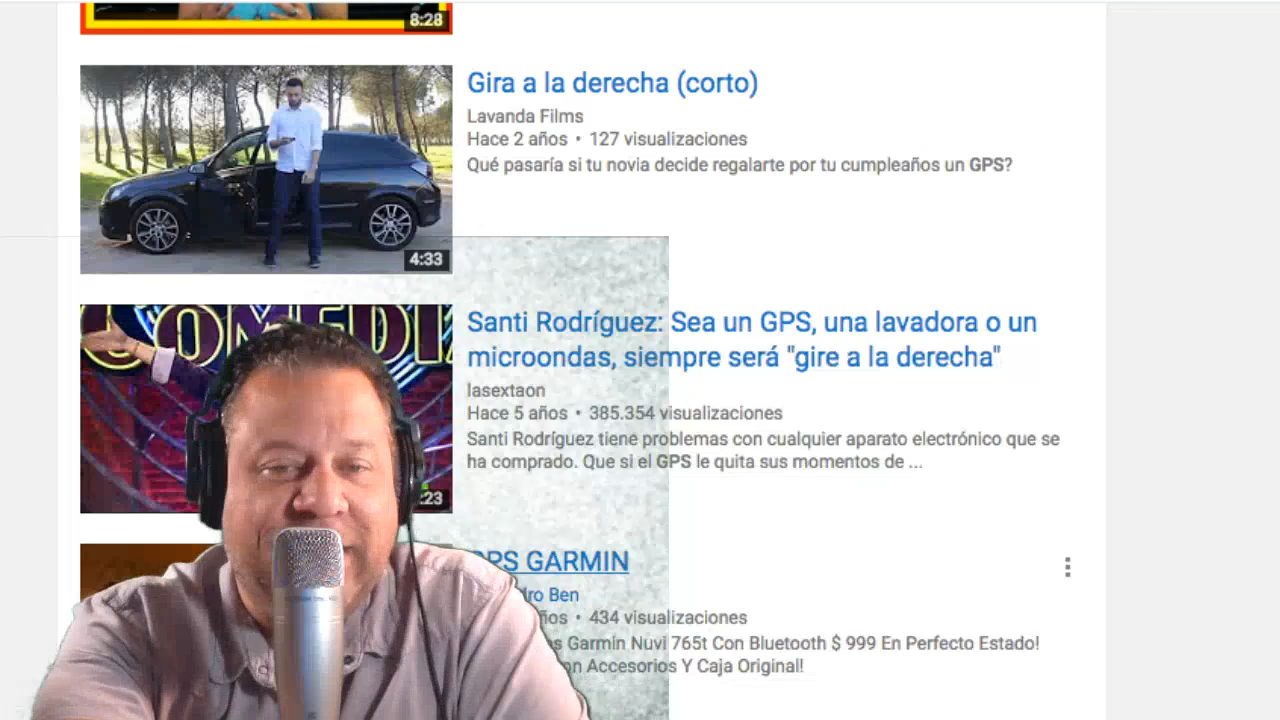 8:28
Gira a la derecha (corto)
Lavanda Films
Hace 2 años • 127 visualizaciones
Qué pasaría si tu novia decide regalarte por tu cumpleaños un GPS?
4:33
COMEDIA
Santi Rodríguez: Sea un GPS, una lavadora o un
microondas, siempre será "gire a la derecha"
lasextaon
Hace 5 años • 385.354 visualizaciones
Santi Rodríguez tiene problemas con cualquier aparato electrónico que se
ha comprado. Que si el GPS le quita sus momentos de ...
:23
GPS GARMIN
dro Ben
ños • 434 visualizaciones
s Garmin Nuvi 765t Con Bluetooth $ 999 En Perfecto Estado!
on Accesorios Y Caja Original!